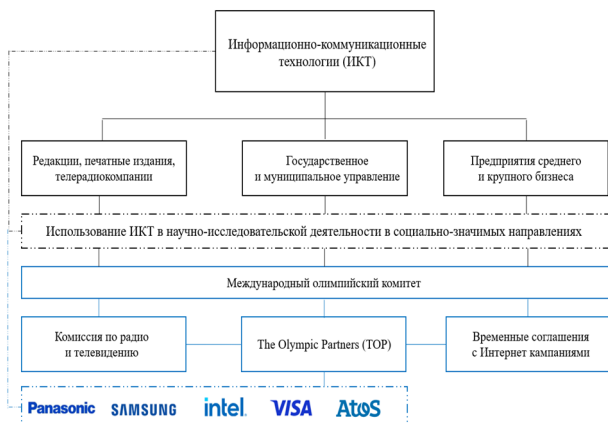 Информационно-коммуникационные
технологии (ИКТ)
Редакции, печатные издания,
телерадиокомпании
Государственное
и муниципальное управление
Предприятия среднего
и крупного бизнеса
Использование ИКТ в научно-исследовательской деятельности в социально-значимых направлениях
Международный олимпийский комитет
Комиссия по радио
и телевидению
The Olympic Partners (TOP)
Временные соглашения
с Интернет кампаниями
Panasonic SAMSUNG intel. VISA Atos